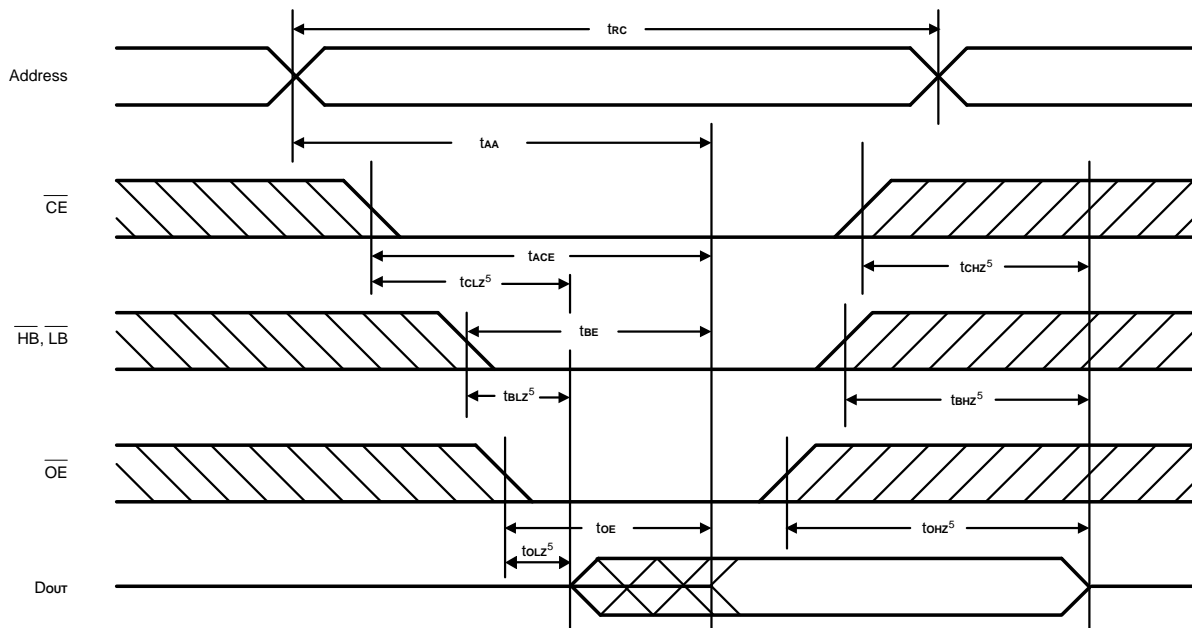 tRC
Address
tAA
CE
tACE
tCHZ5
tCLZ5
HB, LB
tBE
tBLZ5
tBHZ5
OE
tOE
tOHZ5
tOLZ5
DOUT